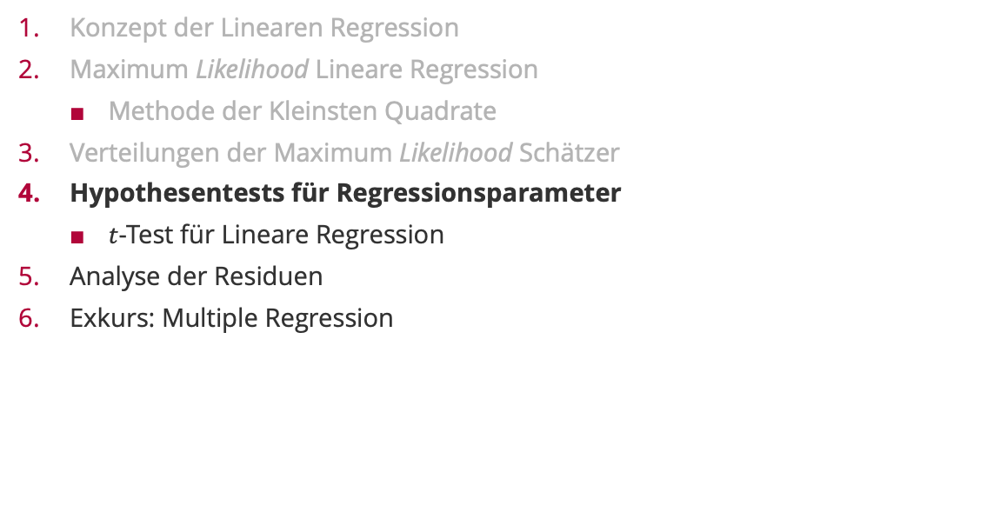 1. Konzept der Linearen Regression
2. Maximum Likelihood Lineare Regression
■ Methode der Kleinsten Quadrate
3. Verteilungen der Maximum Likelihood Schätzer
4. Hypothesentests für Regressionsparameter
■ t-Test für Lineare Regression
5. Analyse der Residuen
6. Exkurs: Multiple Regression